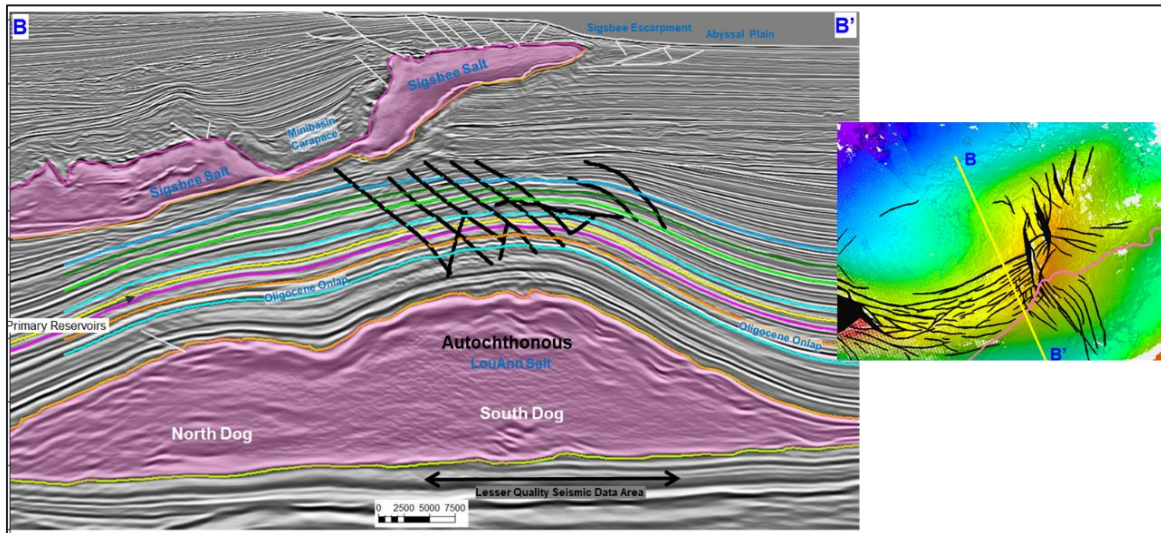 B
Sigsbee Escarpment
Abyssal Plain
B'
Sigsbee Salt
Minibasin
Carapace
Sigsbee Salt
B
Oligocene Onlap
Primary Reservoirs
Oligocene Onlap
B'
Autochthonous
LouAnn Salt
North Dog
South Dog
Lesser Quality Seismic Data Area
0 2500 5000 7500